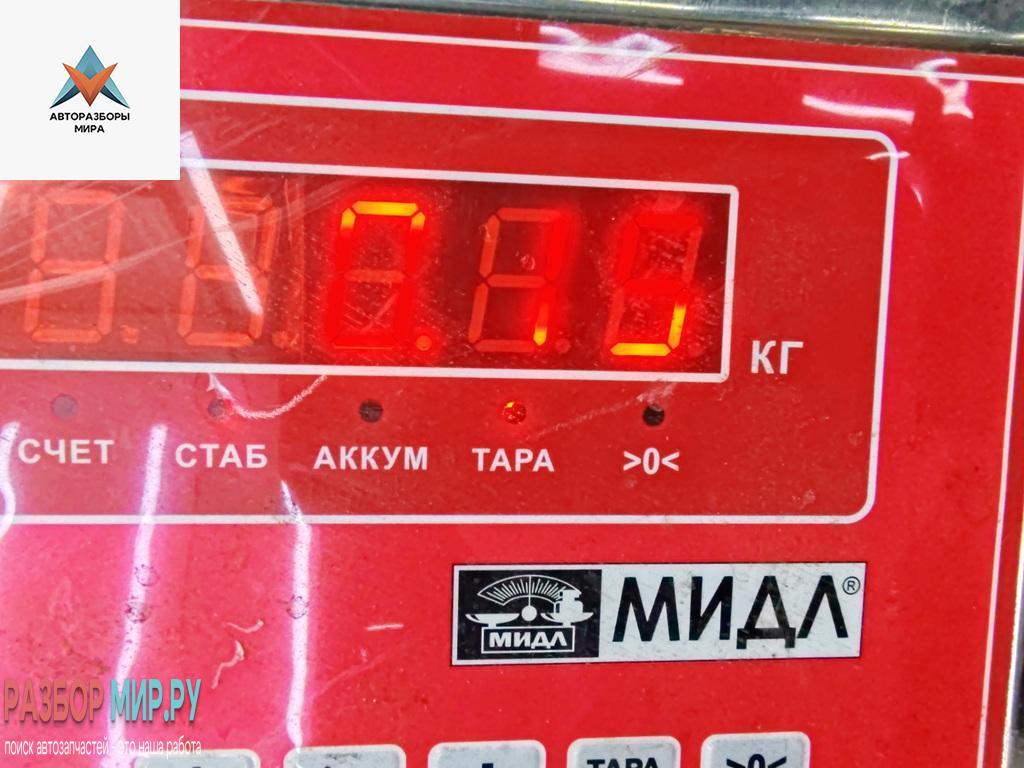 АВТОРАЗБОРЫ
МИРА
КГ
СЧЕТ СТАБ АККУМ ТАРА >0<
МИДЛ МИДЛ®
РАЗБОР МИР.РУ
поиск автозапчастей - это наша работа
ТАРА >0<